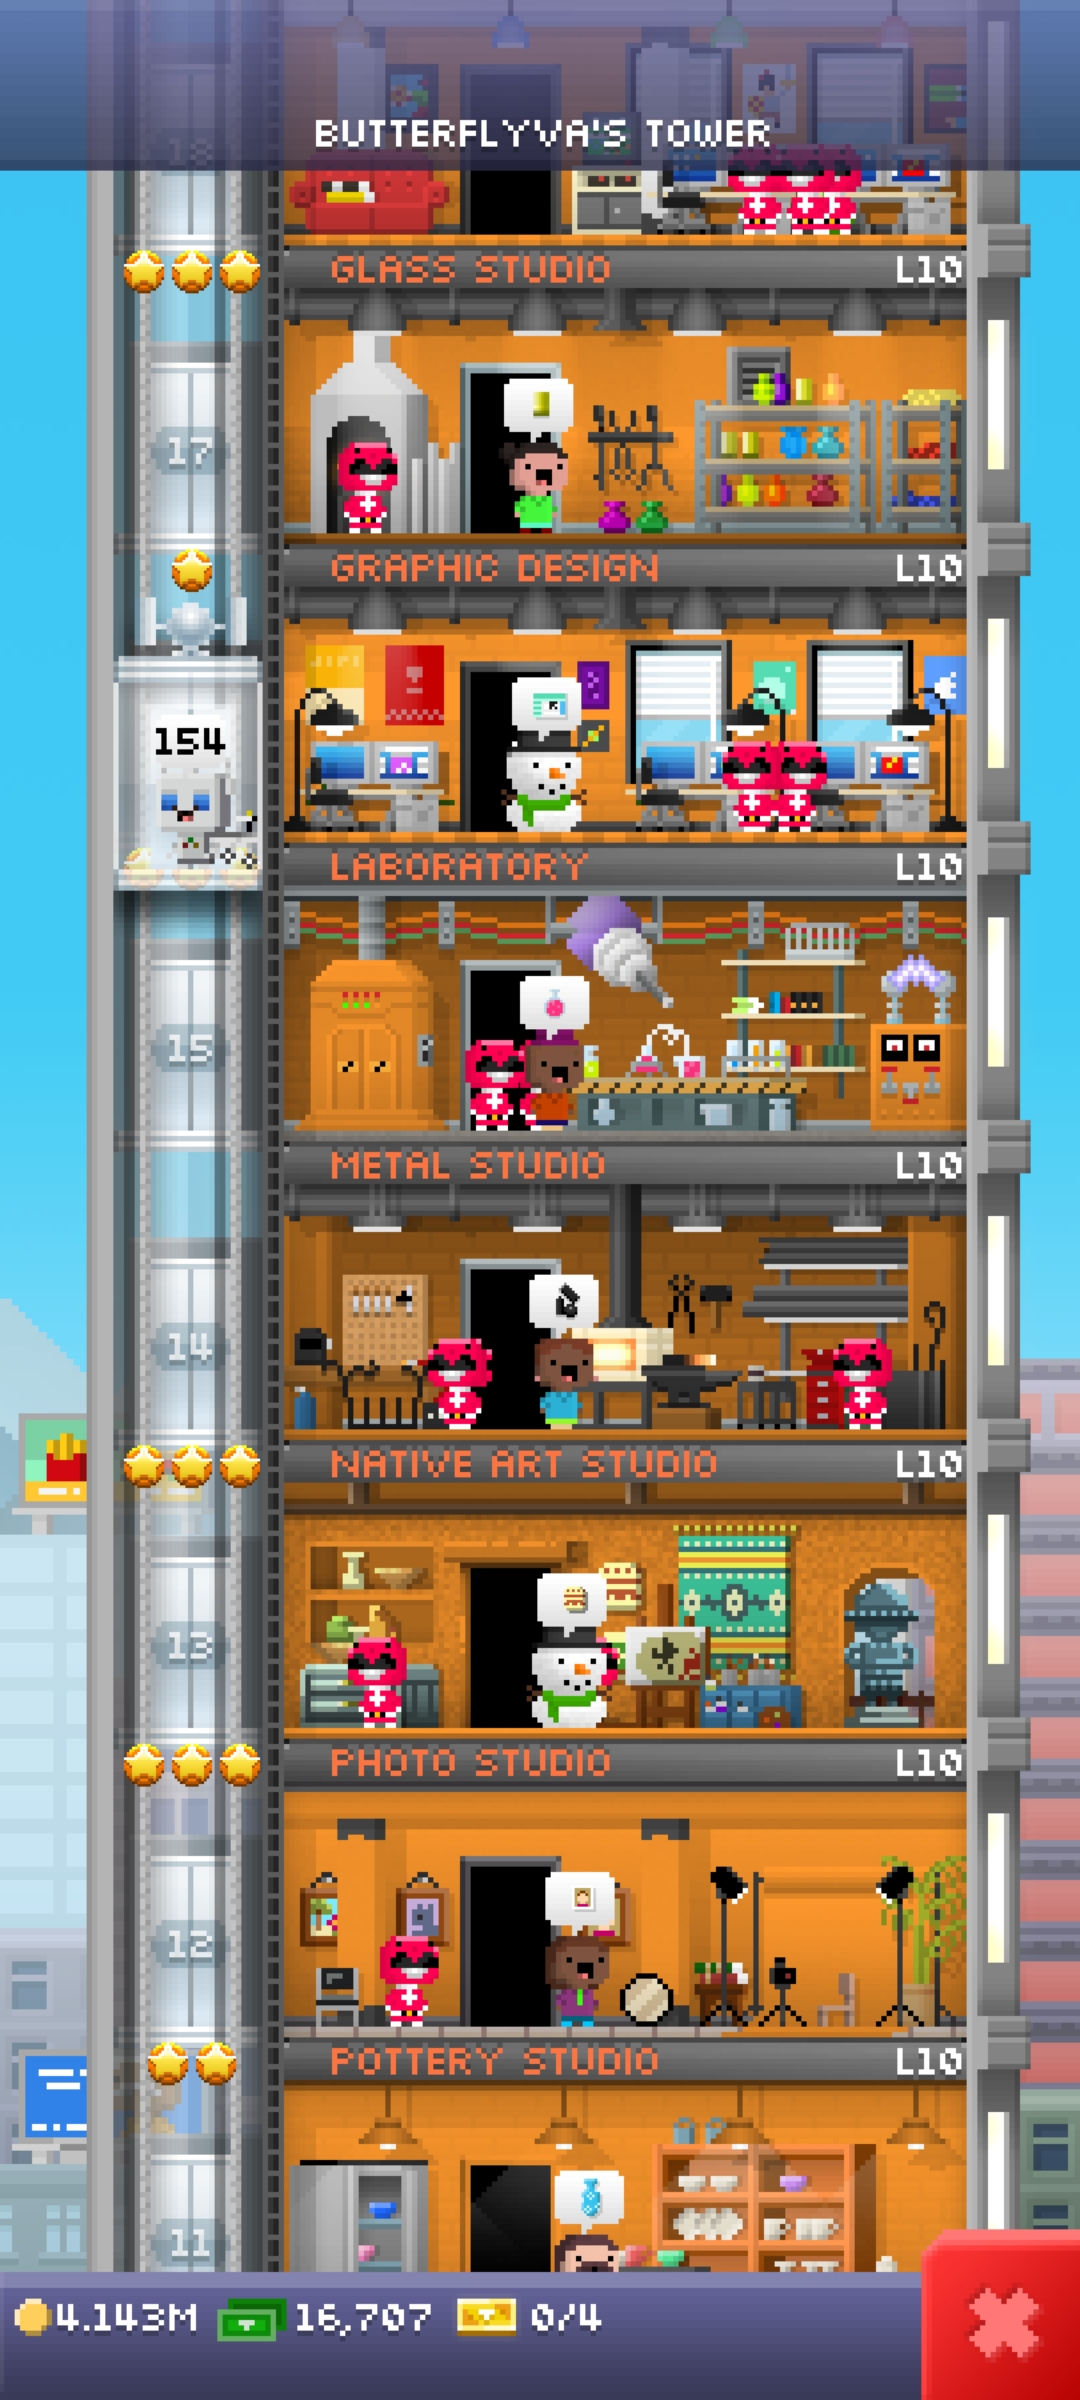 BUTTERFLYVA'S TOWER
18
GLASS STUDIO L10
17
GRAPHIC DESIGN L10
154
LABORATORY L10
15
METAL STUDIO L10
14
NATIVE ART STUDIO L10
13
PHOTO STUDIO L10
12
POTTERY STUDIO L10
11
4.143M 16,707 0/4